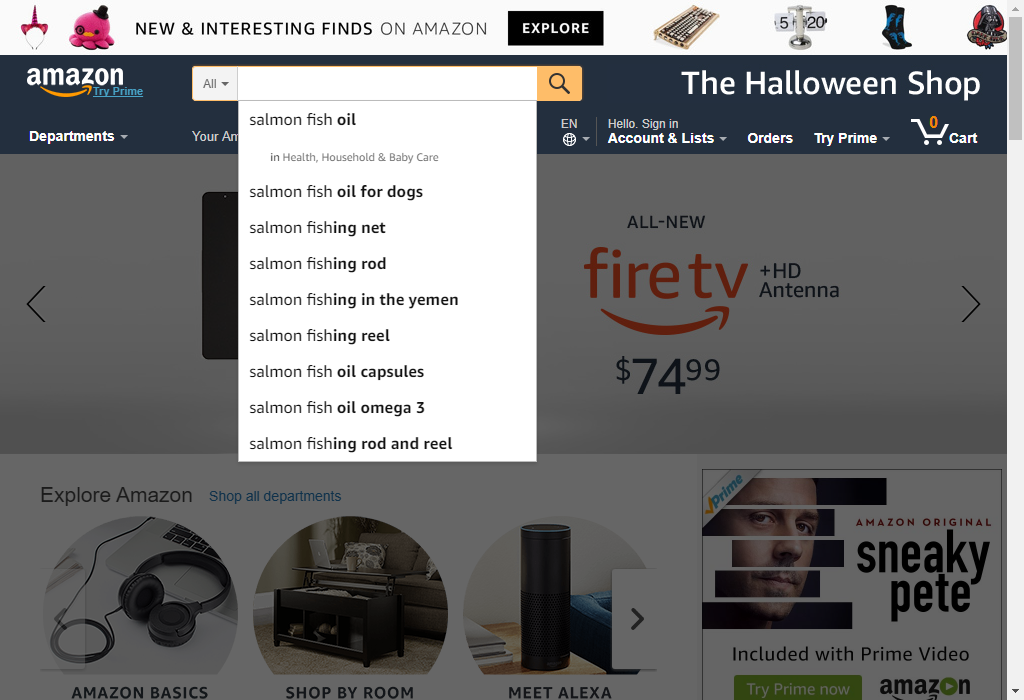 NEW & INTERESTING FINDS ON AMAZON EXPLORE
5 20
amazon
Try Prime
All
The Halloween Shop
Departments
Your Am
EN
Hello. Sign in
Account & Lists
Orders
Try Prime
0
Cart
salmon fish oil
in Health, Household & Baby Care
salmon fish oil for dogs
salmon fishing net
salmon fishing rod
salmon fishing in the yemen
salmon fishing reel
salmon fish oil capsules
salmon fish oil omega 3
salmon fishing rod and reel
ALL-NEW
fire tv
+HD
Antenna
$7499
Explore Amazon Shop all departments
AMAZON BASICS
SHOP BY ROOM
MEET ALEXA
Prime
AMAZON ORIGINAL
sneaky
pete
Included with Prime Video
Try Prime now
amazon